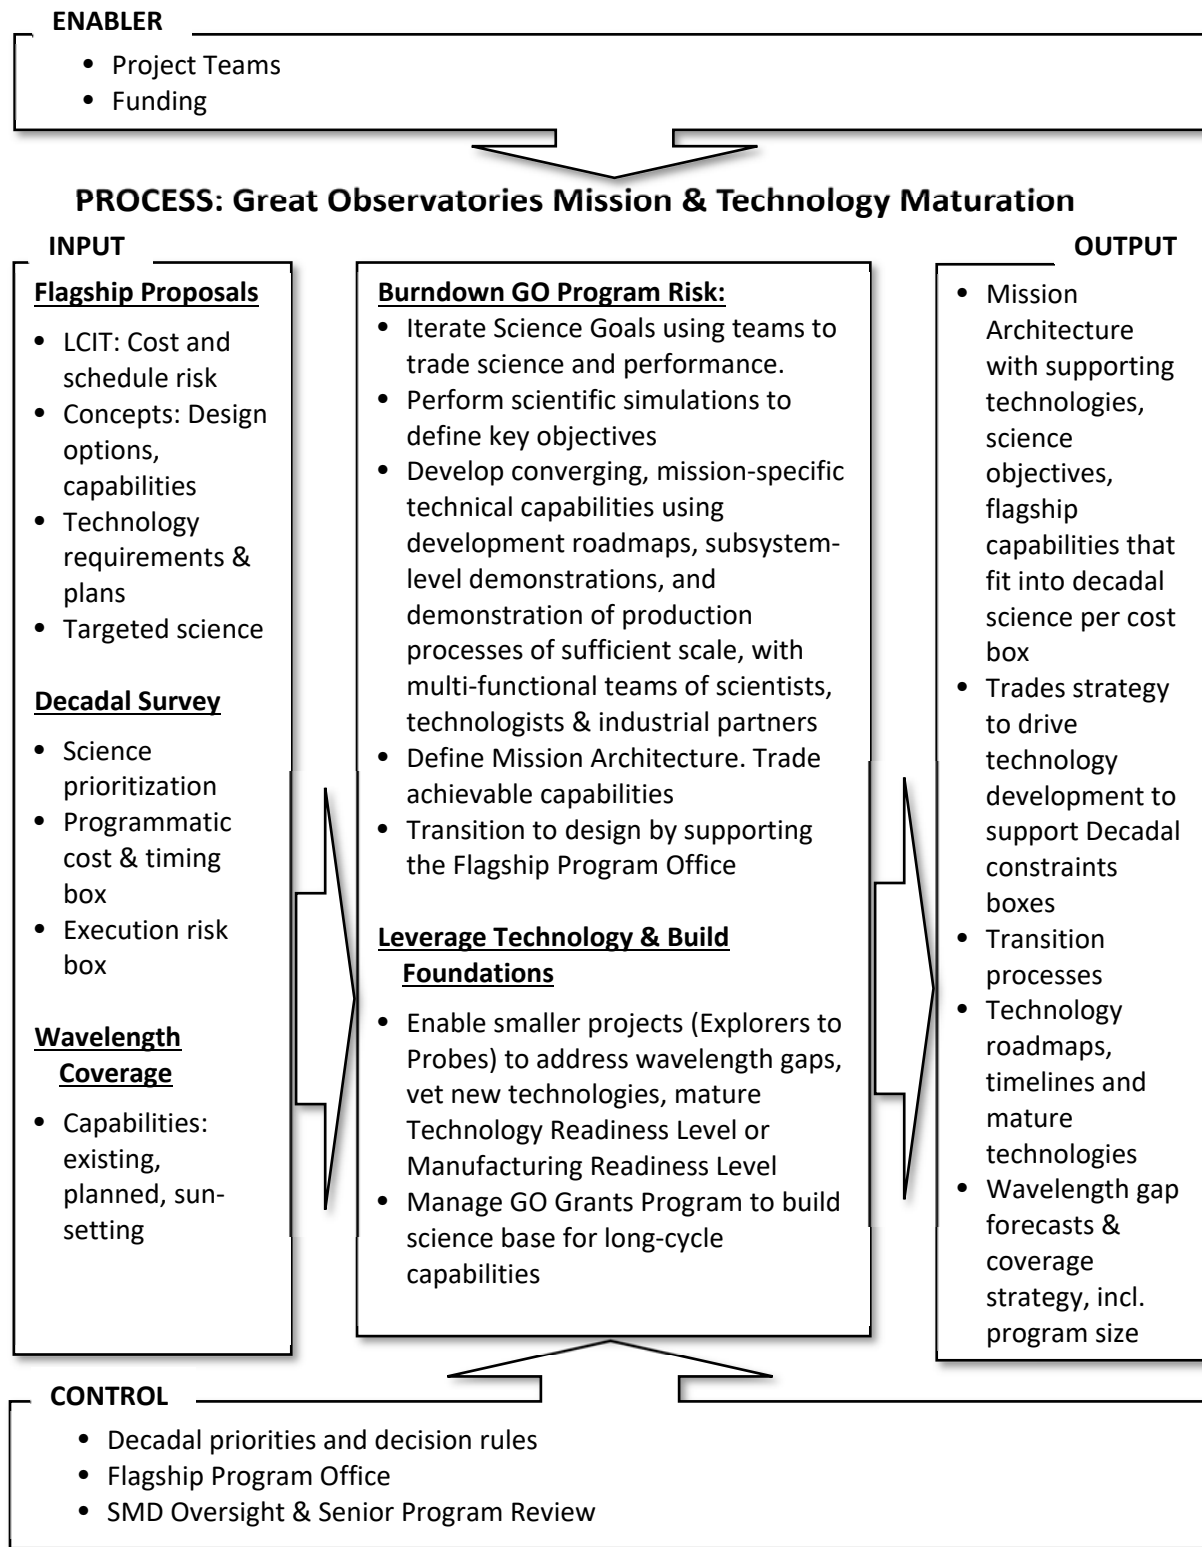 ENABLER
• Project Teams
• Funding
PROCESS: Great Observatories Mission & Technology Maturation
INPUT
Flagship Proposals
• LCIT: Cost and
schedule risk
• Concepts: Design
options,
capabilities
• Technology
requirements &
plans
• Targeted science
Decadal Survey
• Science
prioritization
• Programmatic
cost & timing
box
• Execution risk
box
Wavelength
Coverage
• Capabilities:
existing,
planned, sun-
setting
Burndown GO Program Risk:
• Iterate Science Goals using teams to
trade science and performance.
• Perform scientific simulations to
define key objectives
• Develop converging, mission-specific
technical capabilities using
development roadmaps, subsystem-
level demonstrations, and
demonstration of production
processes of sufficient scale, with
multi-functional teams of scientists,
technologists & industrial partners
• Define Mission Architecture. Trade
achievable capabilities
• Transition to design by supporting
the Flagship Program Office
Leverage Technology & Build
Foundations
• Enable smaller projects (Explorers to
Probes) to address wavelength gaps,
vet new technologies, mature
Technology Readiness Level or
Manufacturing Readiness Level
• Manage GO Grants Program to build
science base for long-cycle
capabilities
OUTPUT
• Mission
Architecture
with supporting
technologies,
science
objectives,
flagship
capabilities that
fit into decadal
science per cost
box
• Trades strategy
to drive
technology
development to
support Decadal
constraints
boxes
• Transition
processes
• Technology
roadmaps,
timelines and
mature
technologies
• Wavelength gap
forecasts &
coverage
strategy, incl.
program size
CONTROL
• Decadal priorities and decision rules
• Flagship Program Office
• SMD Oversight & Senior Program Review